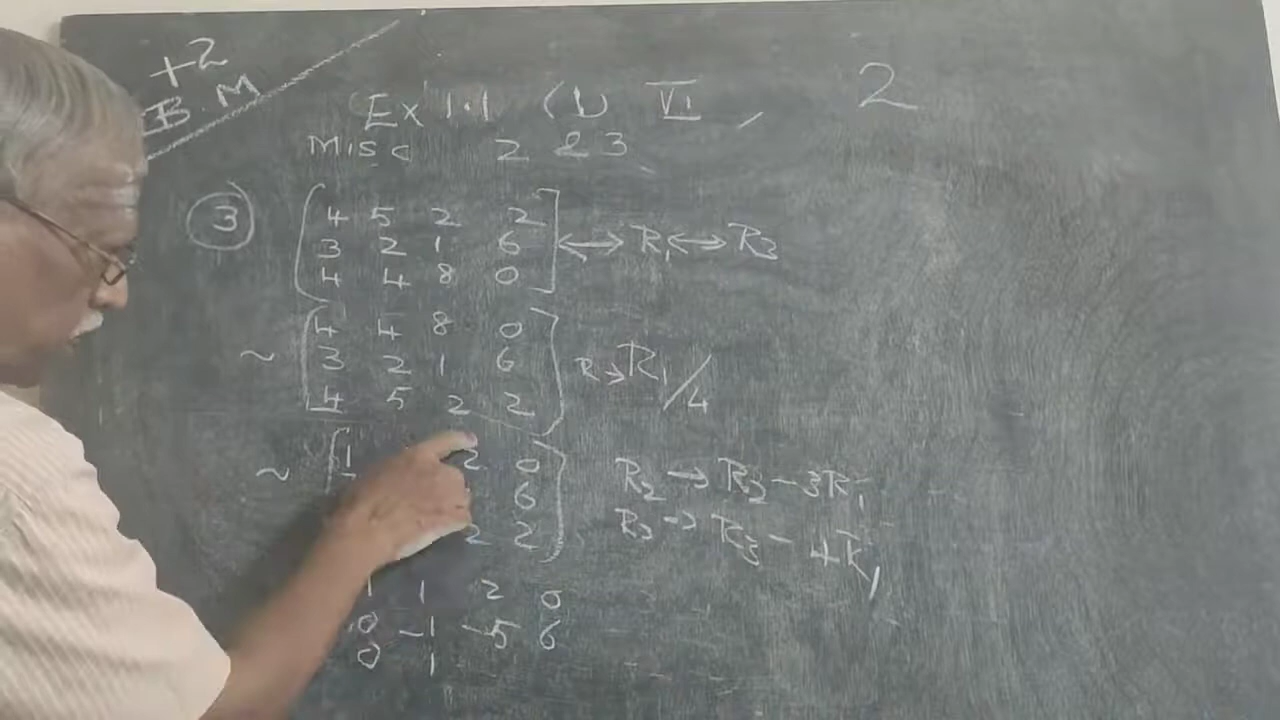 +2
B.M
2
Ex 1.1 (1) VI,
Misc 2 & 3
3
4 5 2 2
3 2 1 6 ⟷ R₁ ⟷ R₃
4 4 8 0
4 4 8 0
~ 3 2 1 6 R→R₁/4
4 5 2 2
~ 1 2 0 R₂ → R₂ - 3R₁
6
2 2 R₃ → R₃ - 4R₁
1 1 2 0
0 -1 -5 6
0 1